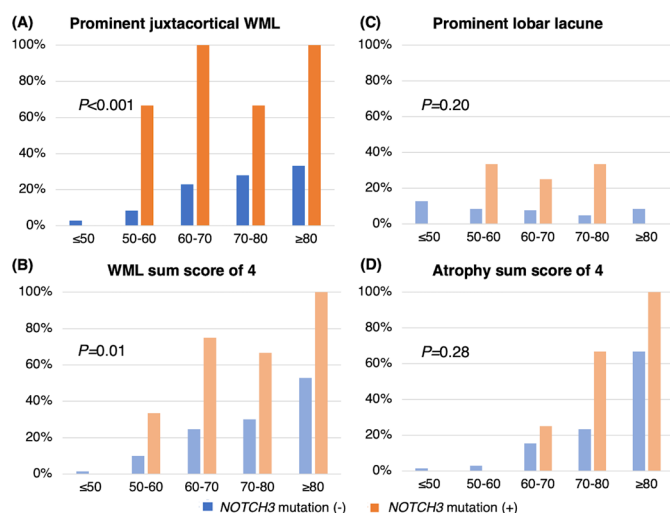 (A) Prominent juxtacortical WML
100%
80%
60%
40%
20%
0%
P<0.001
≤50 50-60 60-70 70-80 ≥80
(C) Prominent lobar lacune
100%
80%
60%
40%
20%
0%
P=0.20
≤50 50-60 60-70 70-80 ≥80
(B) WML sum score of 4
100%
80%
60%
40%
20%
0%
P=0.01
≤50 50-60 60-70 70-80 ≥80
(D) Atrophy sum score of 4
100%
80%
60%
40%
20%
0%
P=0.28
≤50 50-60 60-70 70-80 ≥80
NOTCH3 mutation (-) NOTCH3 mutation (+)